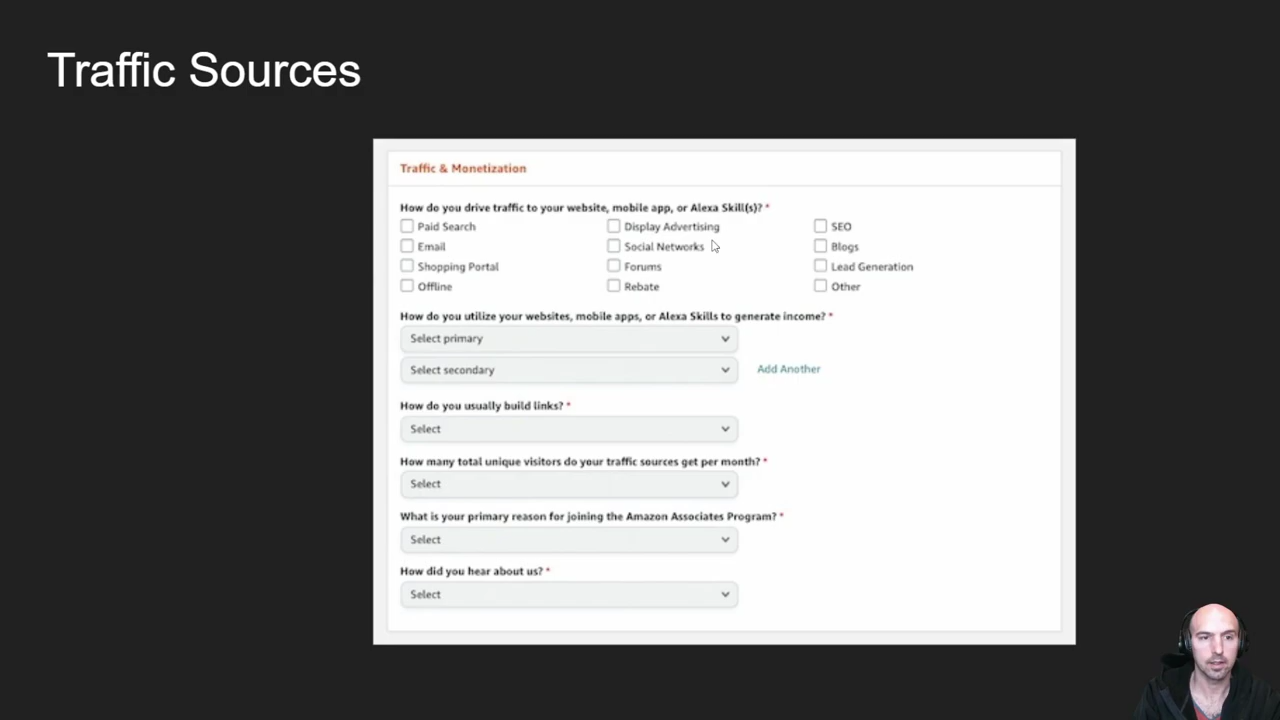 Traffic Sources
Traffic & Monetization
How do you drive traffic to your website, mobile app, or Alexa Skill(s)? *
Paid Search Display Advertising SEO
Email Social Networks Blogs
Shopping Portal Forums Lead Generation
Offline Rebate Other
How do you utilize your websites, mobile apps, or Alexa Skills to generate income? *
Select primary
Select secondary Add Another
How do you usually build links? *
Select
How many total unique visitors do your traffic sources get per month? *
Select
What is your primary reason for joining the Amazon Associates Program? *
Select
How did you hear about us? *
Select